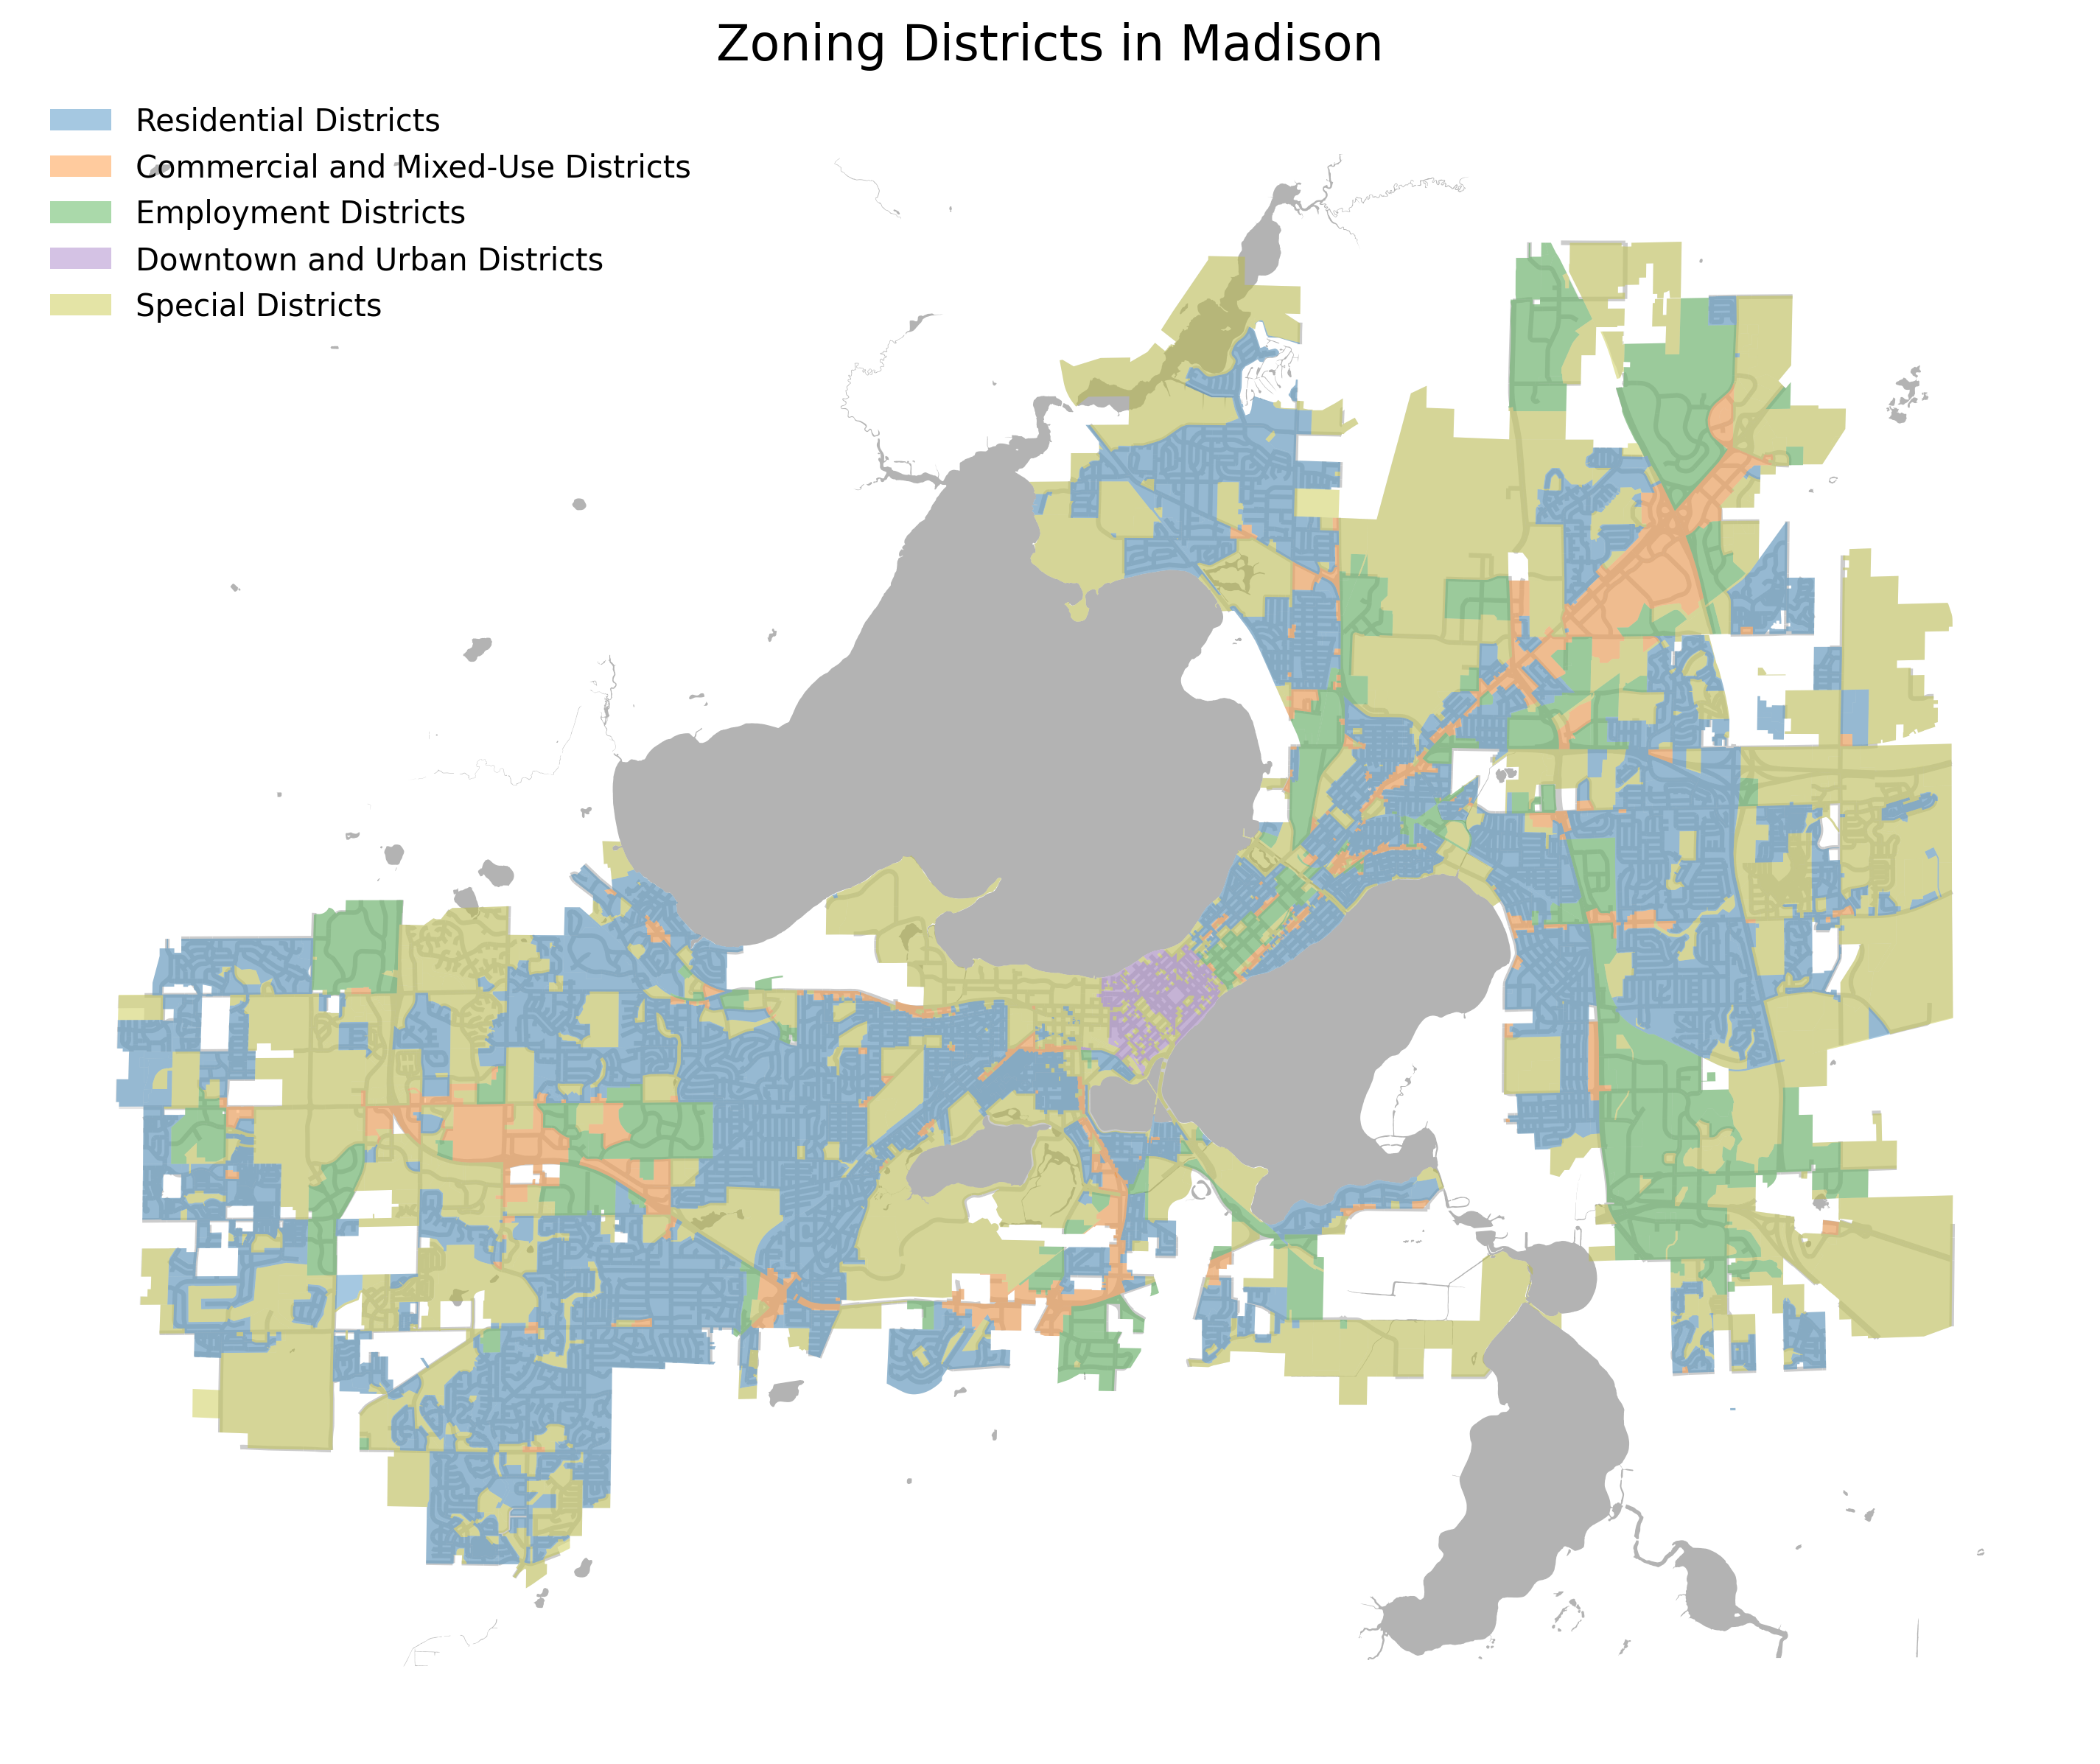 Zoning Districts in Madison
Residential Districts
Commercial and Mixed-Use Districts
Employment Districts
Downtown and Urban Districts
Special Districts